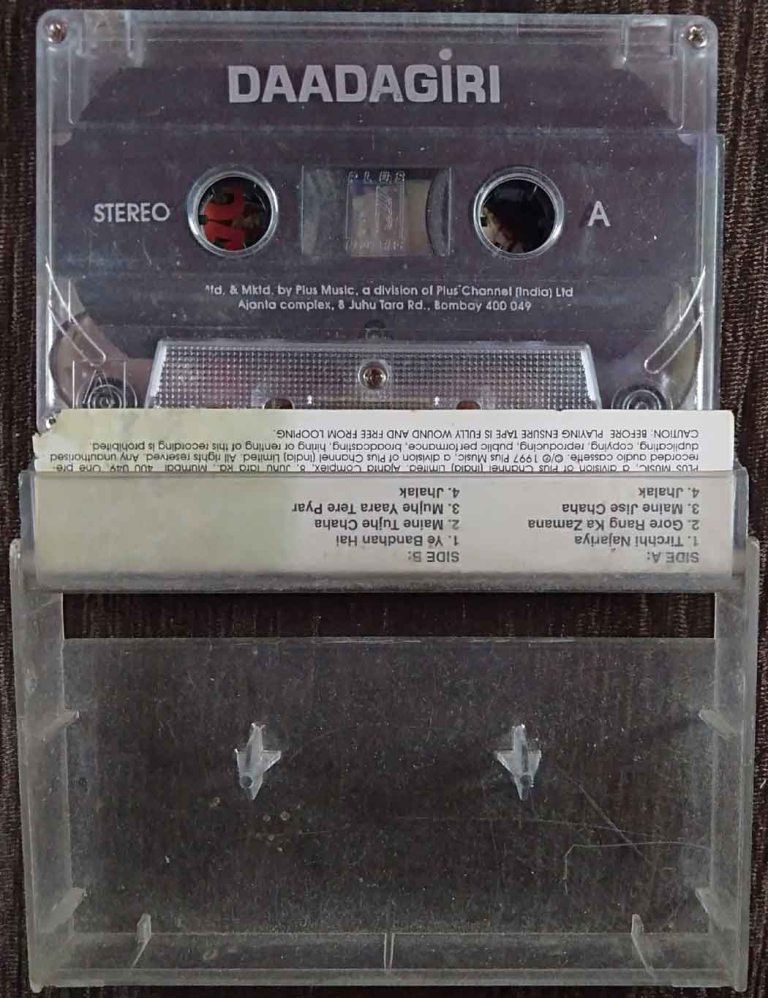 DAADAGiRI
PLUS
STEREO
A
& Mktd. by Plus Music, a division of Plus Channel (India) Ltd
Ajanta complex, 8 Juhu Tara Rd., Bombay 400 049
SIDE A:
1. Tirchhi Najariya
2. Gore Rang Ka Zamana
3. Maine Jise Chaha
4. Jhalak
SIDE B:
1. Ye Bandhan Hai
2. Maine Tujhe Chaha
3. Mujhe Yaara Tere Pyar
4. Jhalak
PLUS MUSIC, a division of Plus Channel (India) Limited, Ajanta Complex, 8, Juhu Tara Mumbai 400 049. One pre-
recorded audio cassette. ©/℗ 1997 Plus Music, a division of Plus Channel (India) Limited. All rights reserved. Any unauthorised
duplicating, copying, reproducing, public performance, broadcasting, hiring or renting of this recording is prohibited.
CAUTION: BEFORE PLAYING ENSURE TAPE IS FULLY WOUND AND FREE FROM LOOPING.